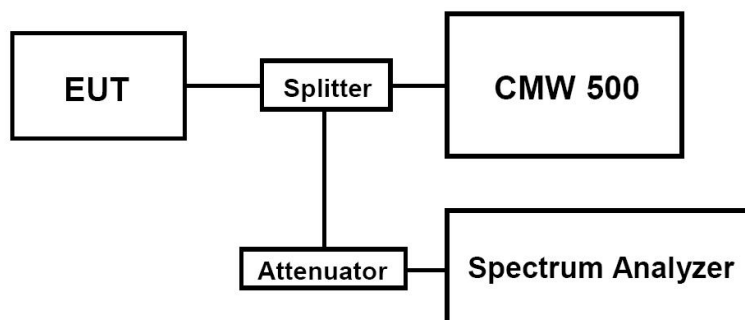 EUT
Splitter
CMW 500
Attenuator
Spectrum Analyzer